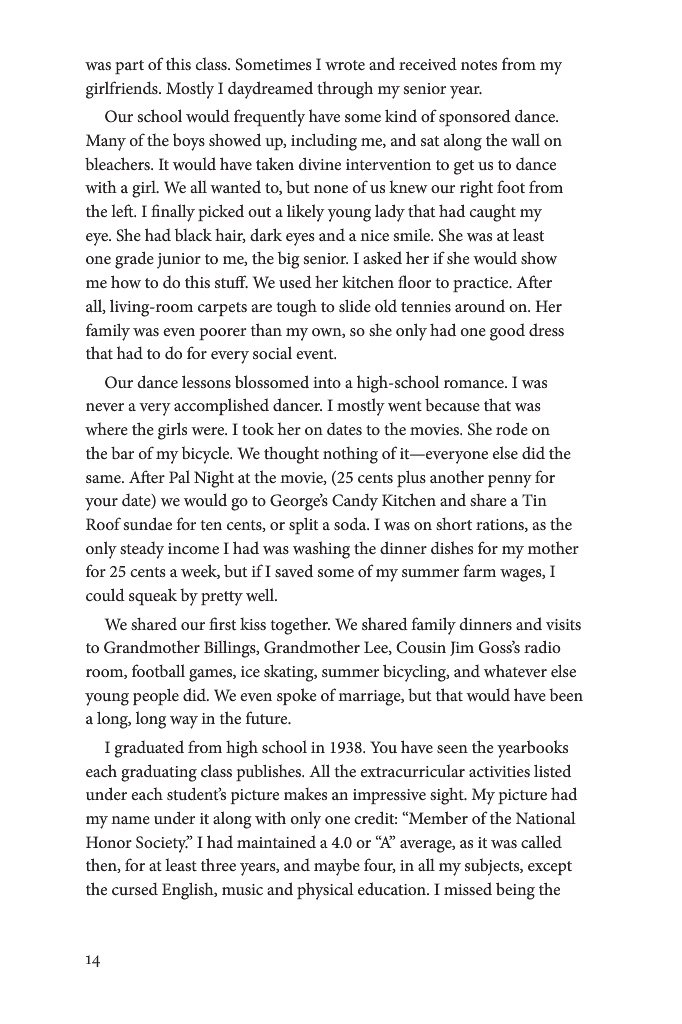 was part of this class. Sometimes I wrote and received notes from my
girlfriends. Mostly I daydreamed through my senior year.
Our school would frequently have some kind of sponsored dance.
Many of the boys showed up, including me, and sat along the wall on
bleachers. It would have taken divine intervention to get us to dance
with a girl. We all wanted to, but none of us knew our right foot from
the left. I finally picked out a likely young lady that had caught my
eye. She had black hair, dark eyes and a nice smile. She was at least
one grade junior to me, the big senior. I asked her if she would show
me how to do this stuff. We used her kitchen floor to practice. After
all, living-room carpets are tough to slide old tennies around on. Her
family was even poorer than my own, so she only had one good dress
that had to do for every social event.
Our dance lessons blossomed into a high-school romance. I was
never a very accomplished dancer. I mostly went because that was
where the girls were. I took her on dates to the movies. She rode on
the bar of my bicycle. We thought nothing of it—everyone else did the
same. After Pal Night at the movie, (25 cents plus another penny for
your date) we would go to George’s Candy Kitchen and share a Tin
Roof sundae for ten cents, or split a soda. I was on short rations, as the
only steady income I had was washing the dinner dishes for my mother
for 25 cents a week, but if I saved some of my summer farm wages, I
could squeak by pretty well.
We shared our first kiss together. We shared family dinners and visits
to Grandmother Billings, Grandmother Lee, Cousin Jim Goss’s radio
room, football games, ice skating, summer bicycling, and whatever else
young people did. We even spoke of marriage, but that would have been
a long, long way in the future.
I graduated from high school in 1938. You have seen the yearbooks
each graduating class publishes. All the extracurricular activities listed
under each student’s picture makes an impressive sight. My picture had
my name under it along with only one credit: “Member of the National
Honor Society.” I had maintained a 4.0 or “A” average, as it was called
then, for at least three years, and maybe four, in all my subjects, except
the cursed English, music and physical education. I missed being the
14